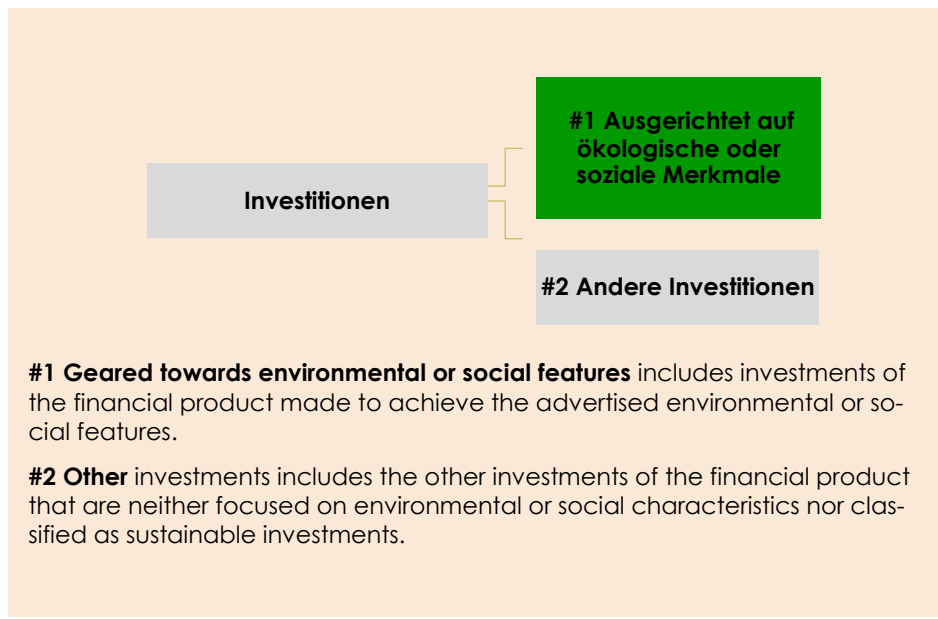 #1 Ausgerichtet auf
ökologische oder
soziale Merkmale
Investitionen
#2 Andere Investitionen
#1 Geared towards environmental or social features includes investments of
the financial product made to achieve the advertised environmental or so-
cial features.
#2 Other investments includes the other investments of the financial product
that are neither focused on environmental or social characteristics nor clas-
sified as sustainable investments.